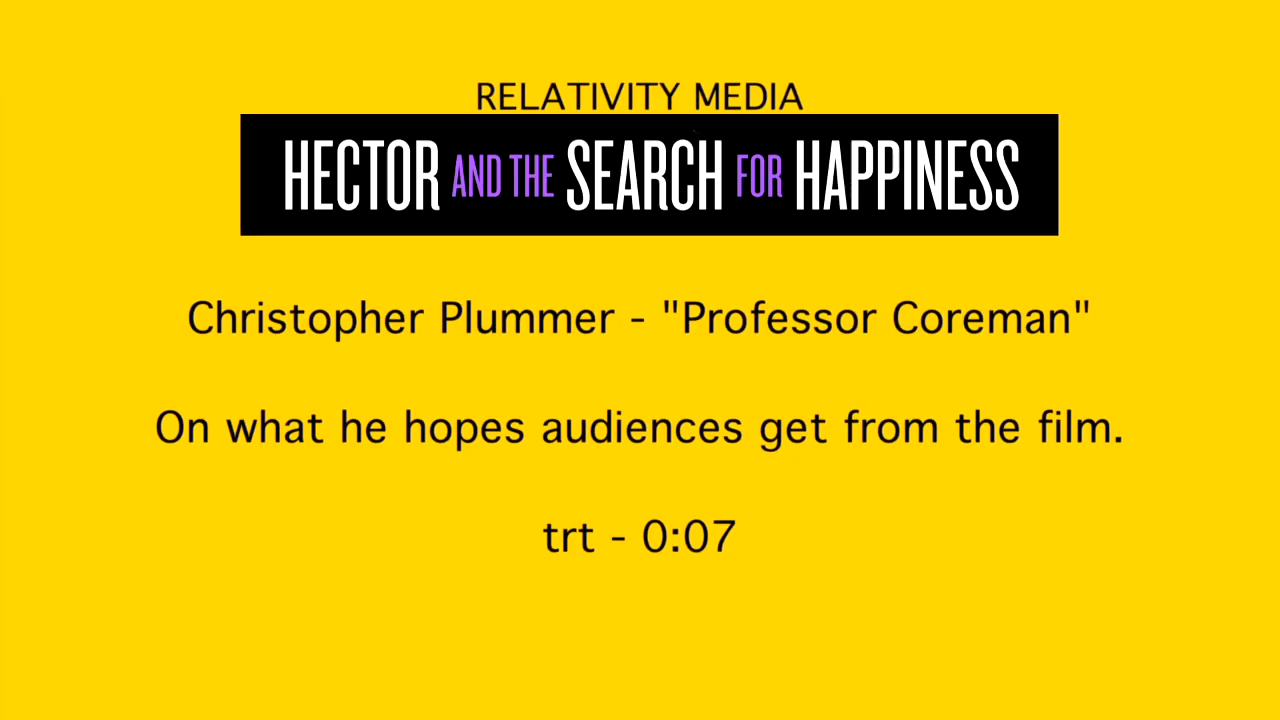 RELATIVITY MEDIA
HECTOR AND THE SEARCH FOR HAPPINESS
Christopher Plummer - "Professor Coreman"
On what he hopes audiences get from the film.
trt - 0:07